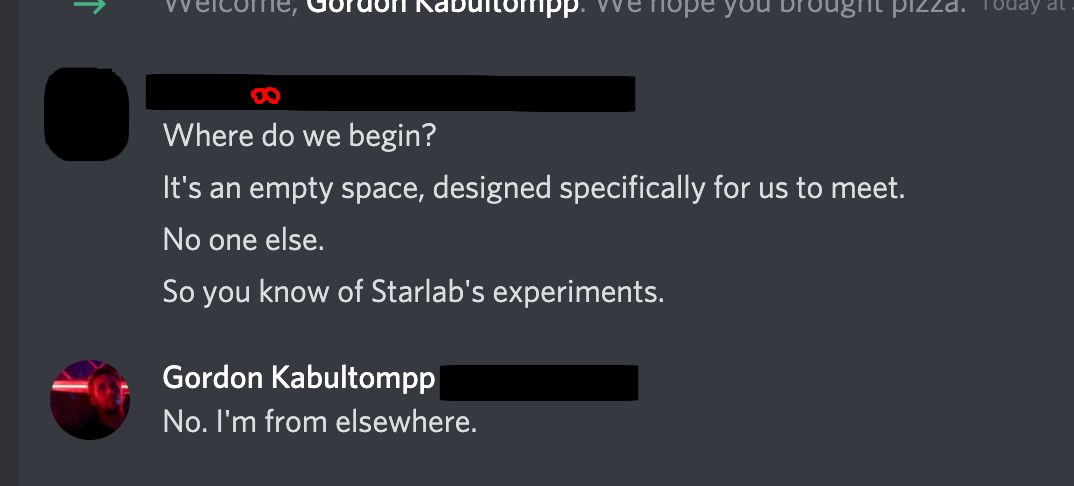 Welcome, Gordon Kabultompp. We hope you brought pizza. Today at
Where do we begin?
It's an empty space, designed specifically for us to meet.
No one else.
So you know of Starlab's experiments.
Gordon Kabultompp
No. I'm from elsewhere.